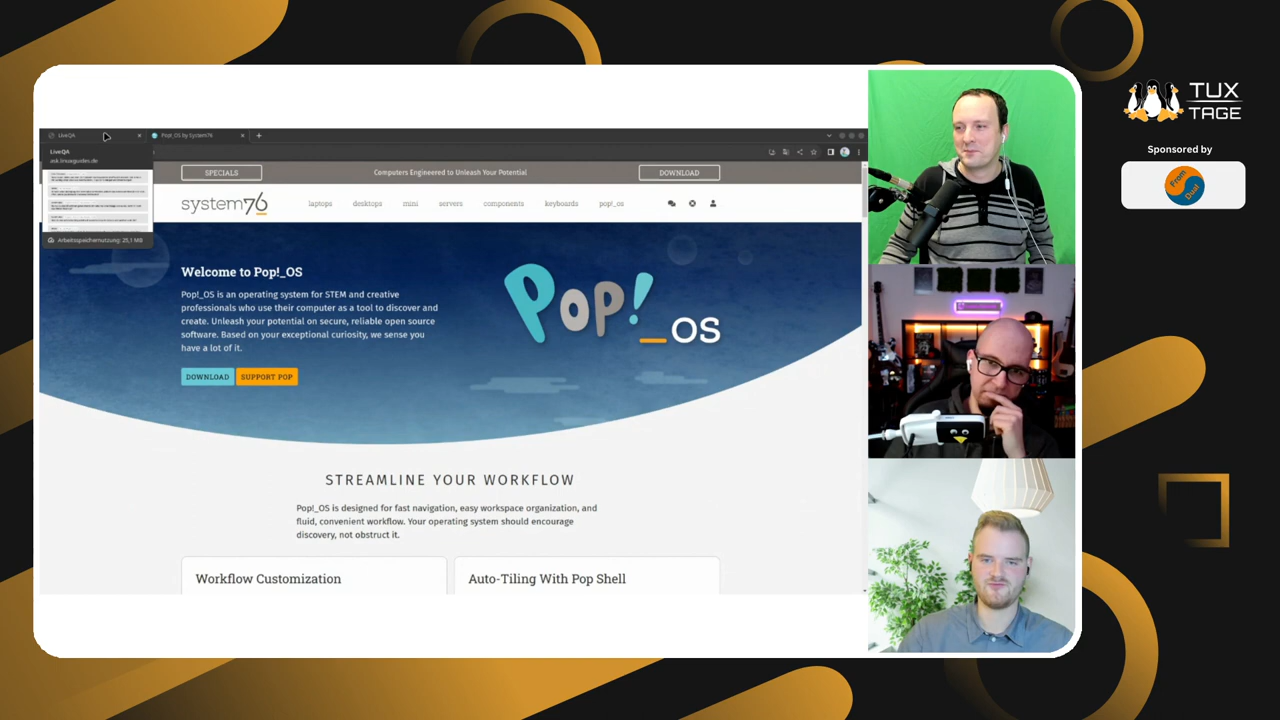 LiveQA
Pop!_OS by System76
LiveQA
ask.linuxguides.de
Arbeitsspeichernutzung: 25,1 MB
SPECIALS
Computers Engineered to Unleash Your Potential
DOWNLOAD
system76
laptops
desktops
mini
servers
components
keyboards
pop!_os
Welcome to Pop!_OS
Pop!_OS is an operating system for STEM and creative
professionals who use their computer as a tool to discover and
create. Unleash your potential on secure, reliable open source
software. Based on your exceptional curiosity, we sense you
have a lot of it.
DOWNLOAD
SUPPORT POP
Pop!_OS
STREAMLINE YOUR WORKFLOW
Pop!_OS is designed for fast navigation, easy workspace organization, and
fluid, convenient workflow. Your operating system should encourage
discovery, not obstruct it.
Workflow Customization
Auto-Tiling With Pop Shell
TUX
TAGE
Sponsored by
From
Dual